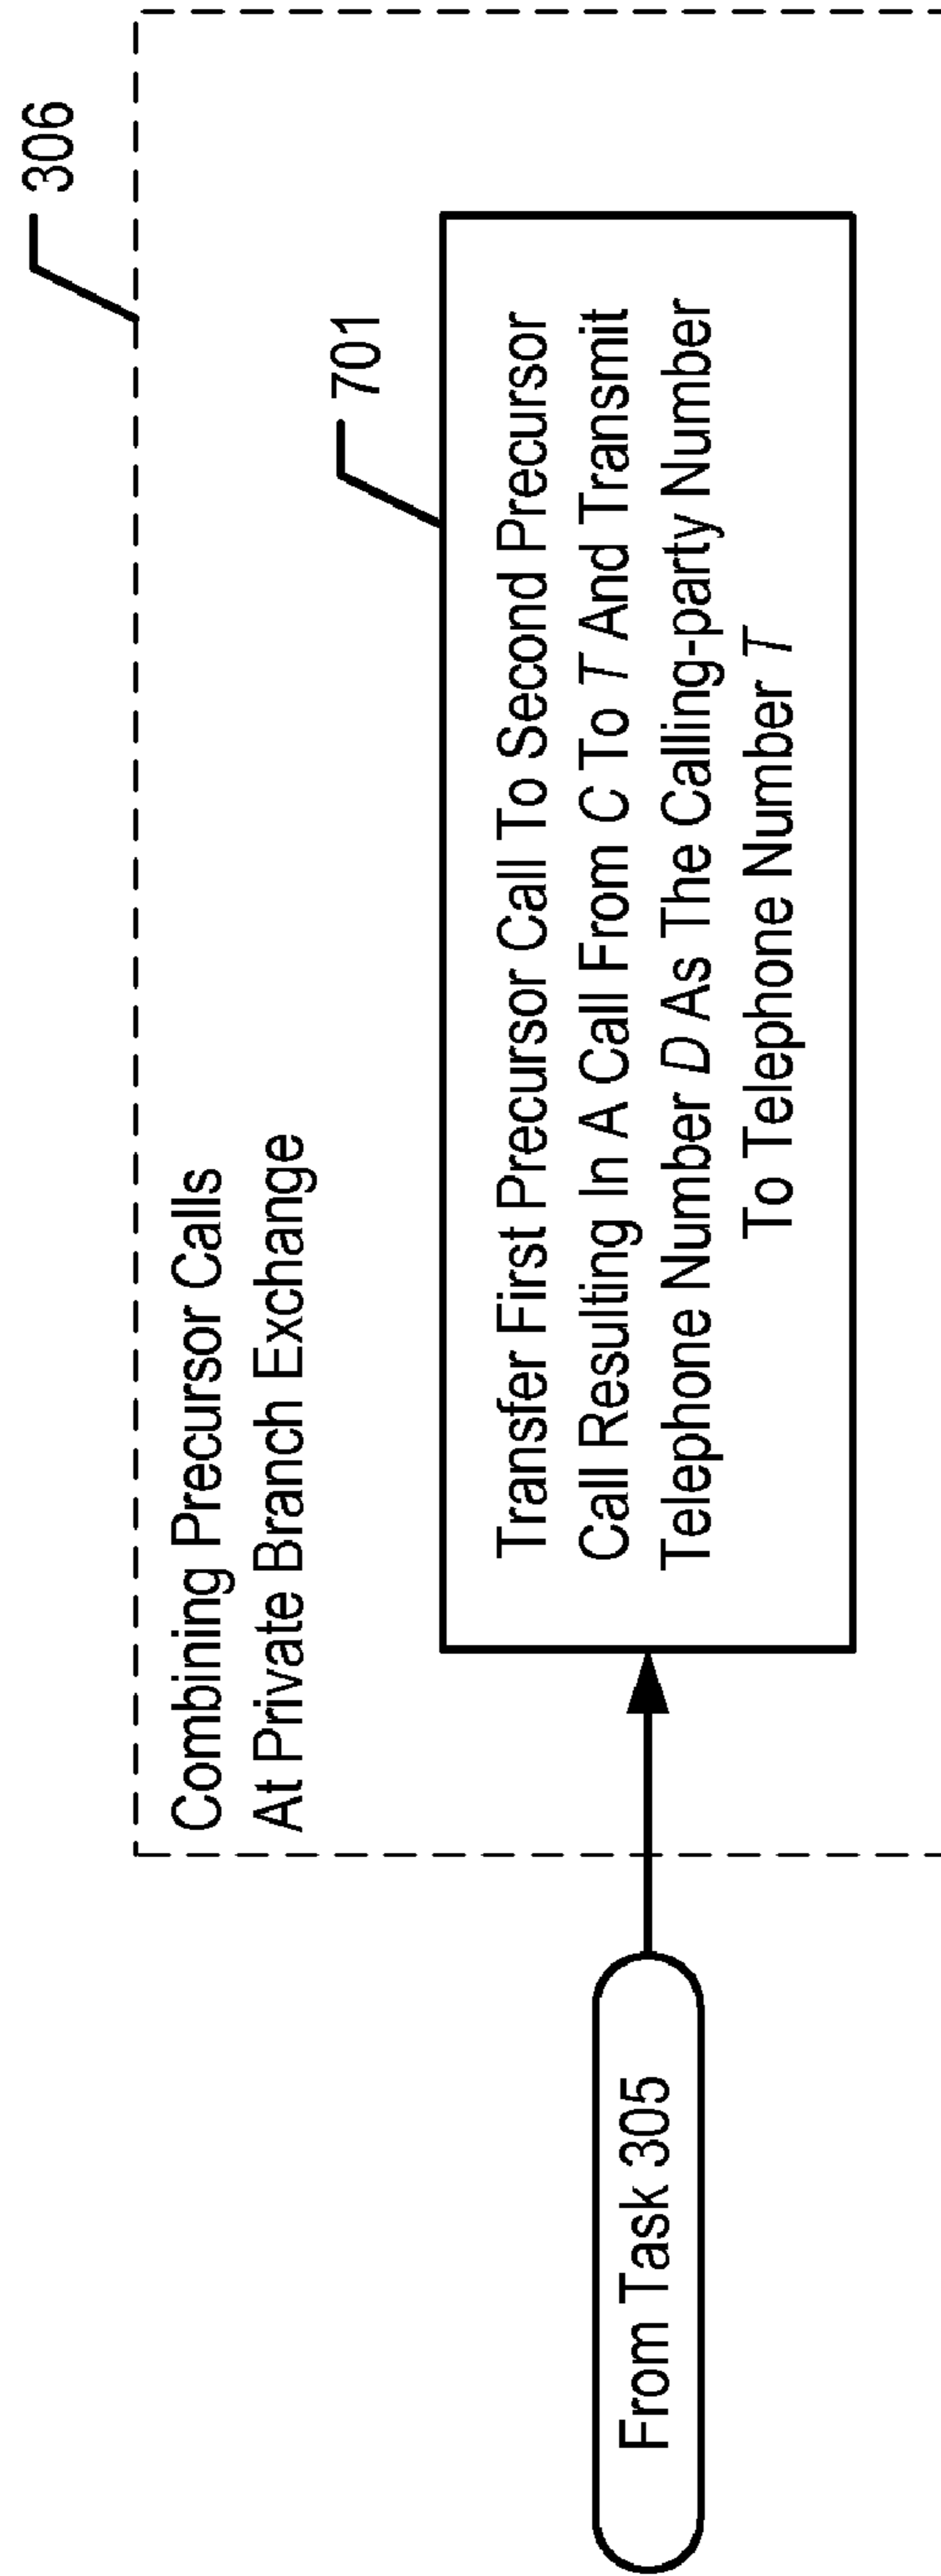 306
Combining Precursor Calls
At Private Branch Exchange
701
Transfer First Precursor Call To Second Precursor
Call Resulting In A Call From C To T And Transmit
Telephone Number D As The Calling-party Number
To Telephone Number T
From Task 305